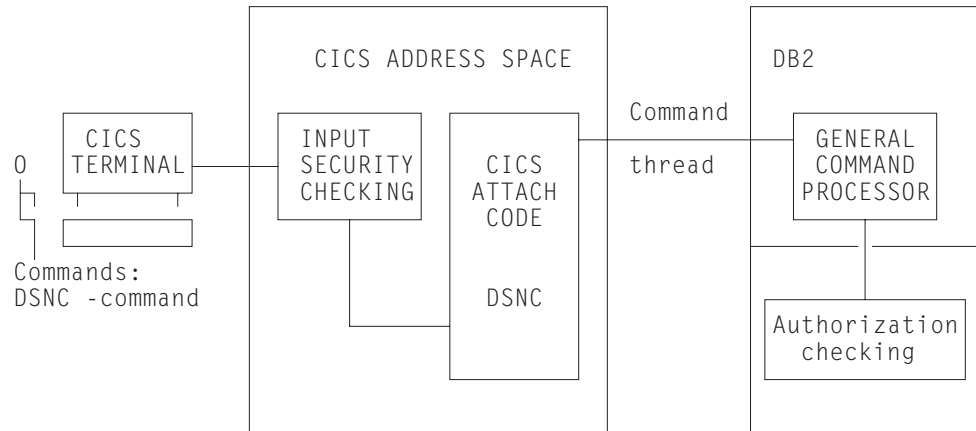 CICS ADDRESS SPACE
DB2
Command
thread
O
CICS
TERMINAL
INPUT
SECURITY
CHECKING
CICS
ATTACH
CODE
DSNC
GENERAL
COMMAND
PROCESSOR
Commands:
DSNC -command
Authorization
checking